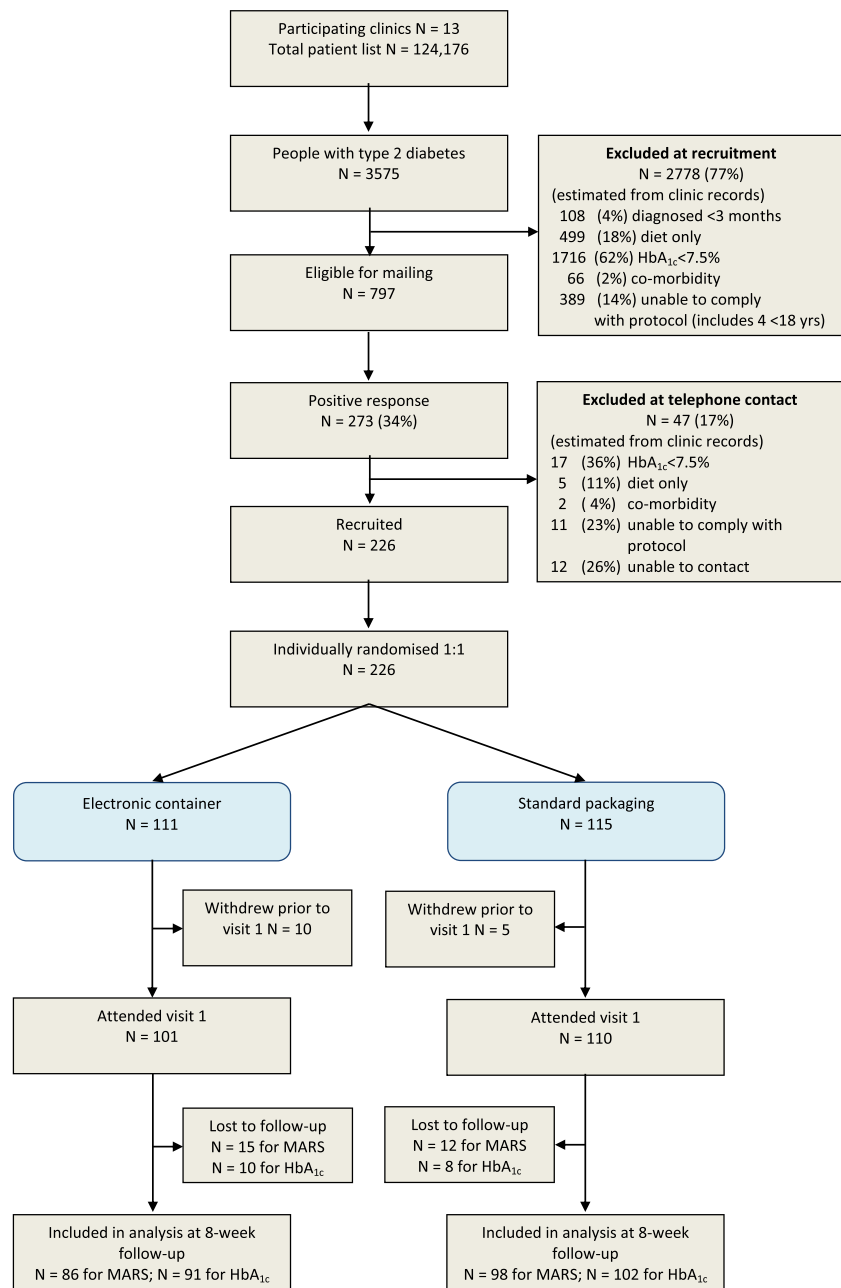 Participating clinics N = 13
Total patient list N = 124,176
People with type 2 diabetes
N = 3575
Excluded at recruitment
N = 2778 (77%)
(estimated from clinic records)
108 (4%) diagnosed <3 months
499 (18%) diet only
1716 (62%) HbA1c<7.5%
66 (2%) co-morbidity
389 (14%) unable to comply
with protocol (includes 4 <18 yrs)
Eligible for mailing
N = 797
Positive response
N = 273 (34%)
Excluded at telephone contact
N = 47 (17%)
(estimated from clinic records)
17 (36%) HbA1c<7.5%
5 (11%) diet only
2 ( 4%) co-morbidity
11 (23%) unable to comply with
protocol
12 (26%) unable to contact
Recruited
N = 226
Individually randomised 1:1
N = 226
Electronic container
N = 111
Standard packaging
N = 115
Withdrew prior to
visit 1 N = 10
Withdrew prior to
visit 1 N = 5
Attended visit 1
N = 101
Attended visit 1
N = 110
Lost to follow-up
N = 15 for MARS
N = 10 for HbA1c
Lost to follow-up
N = 12 for MARS
N = 8 for HbA1c
Included in analysis at 8-week
follow-up
N = 86 for MARS; N = 91 for HbA1c
Included in analysis at 8-week
follow-up
N = 98 for MARS; N = 102 for HbA1c